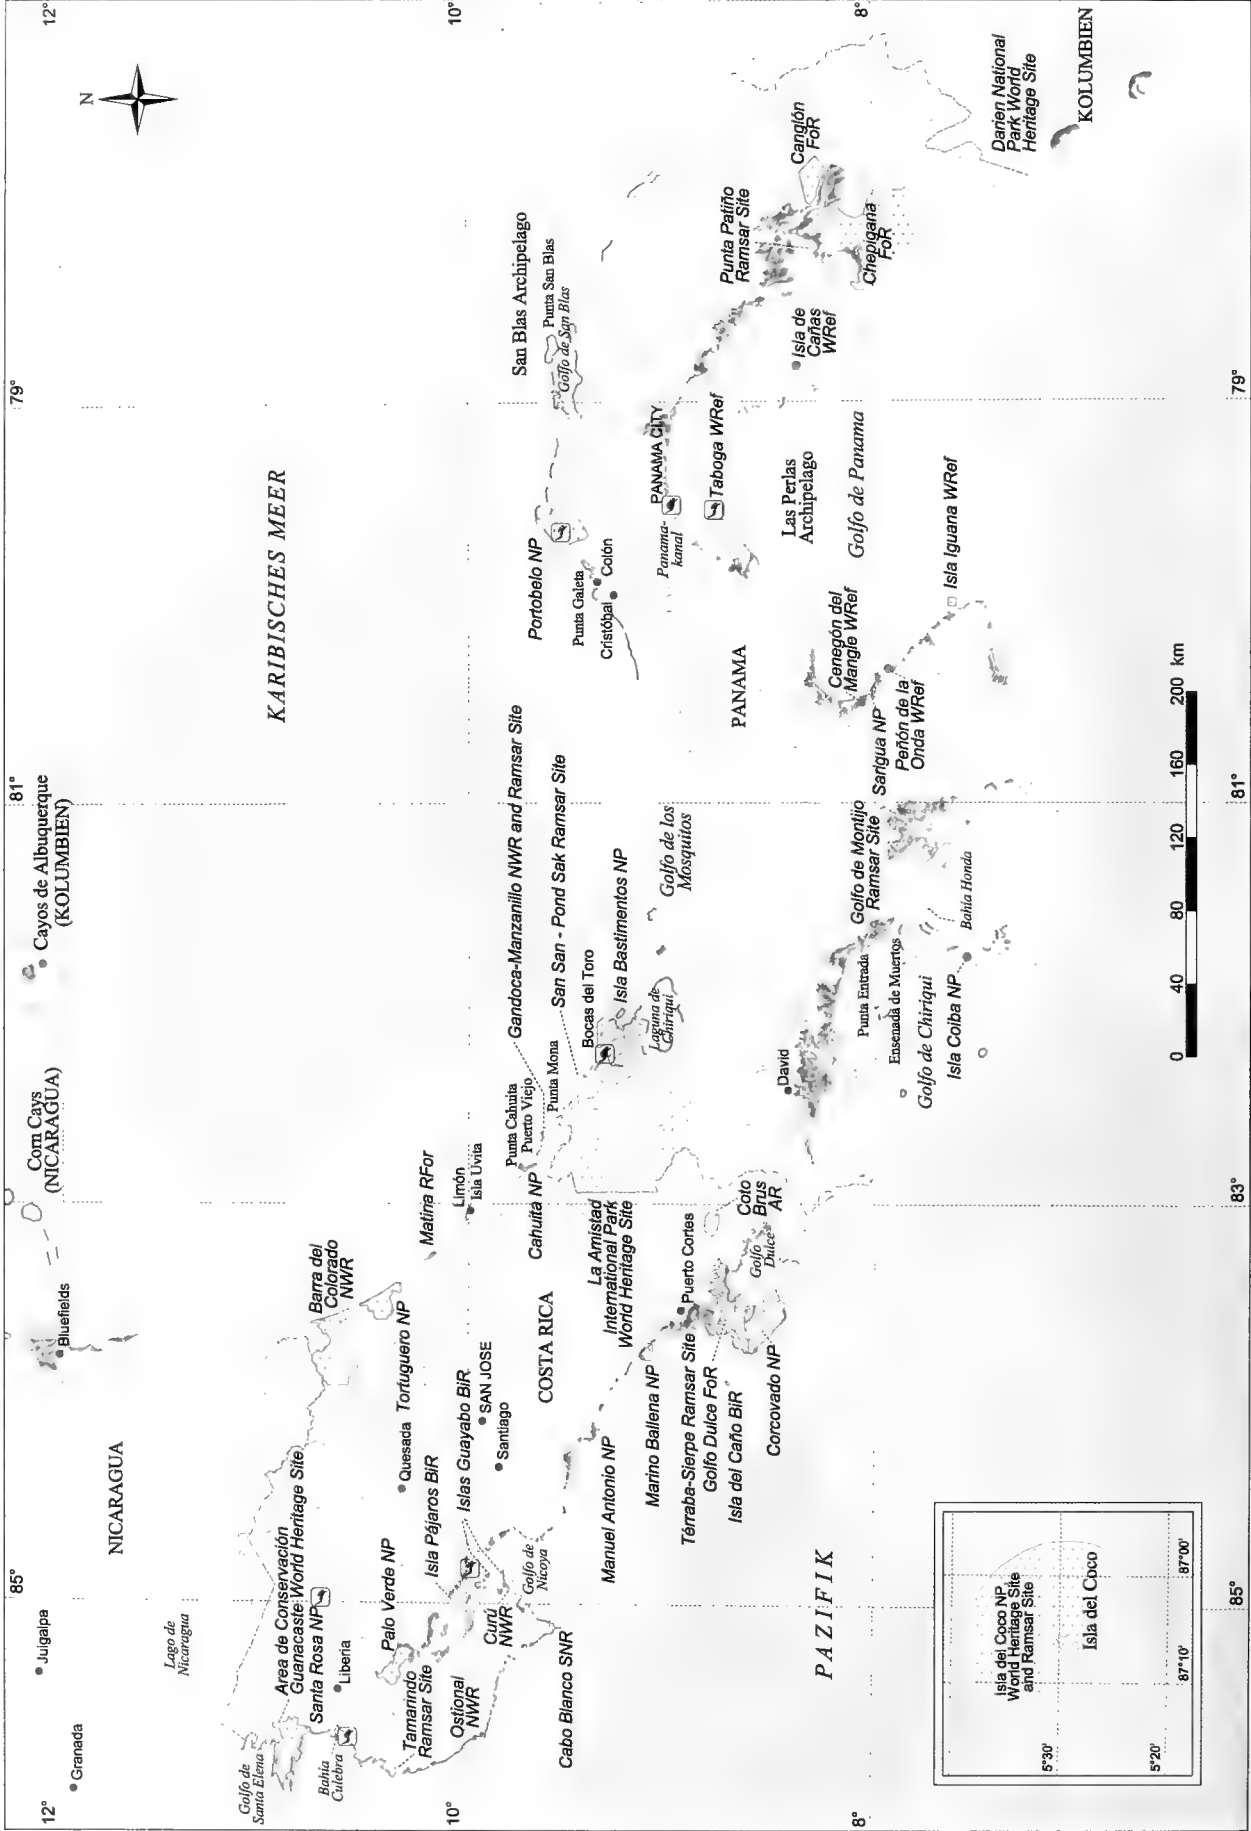 85°
83°
81°
79°
12°
12°
Granada
Juigalpa
Bluefields
Corn Cays
(NICARAGUA)
Cayos de Albuquerque
(KOLUMBIEN)
N
NICARAGUA
Lago de
Nicaragua
KARIBISCHES MEER
Golfo de
Santa Elena
Area de Conservación
Guanacaste World Heritage Site
Santa Rosa NP
Liberia
Bahía
Culebra
Barra del
Colorado
NWR
Palo Verde NP
Quesada
Tortuguero NP
Tamarindo
Ramsar Site
Isla Pájaros BiR
Matina RFor
Ostional
NWR
Islas Guayabo BiR
SAN JOSE
Limón
Isla Uvita
10°
10°
Curú
NWR
Santiago
Golfo de
Nicoya
Cabo Blanco SNR
COSTA RICA
Cahuita NP
Punta Cahuita
Puerto Viejo
Punta Mona
Gandoca-Manzanillo NWR and Ramsar Site
San San - Pond Sak Ramsar Site
Bocas del Toro
Isla Bastimentos NP
Laguna de
Chiriqui
Golfo de los
Mosquitos
Portobelo NP
Punta Galeta
Colón
Cristóbal
San Blas Archipelago
Punta San Blas
Golfo de San Blas
Manuel Antonio NP
La Amistad
International Park
World Heritage Site
Marino Ballena NP
Puerto Cortes
Térraba-Sierpe Ramsar Site
Golfo Dulce FoR
Isla del Caño BiR
Corcovado NP
Coto
Brus
AR
Golfo
Dulce
David
PANAMA
Panama-
kanal
PANAMA CITY
Taboga WRef
Las Perlas
Archipelago
Isla de
Cañas
WRef
Punta Patiño
Ramsar Site
Canglón
FoR
Chepigana
FoR
Golfo de Panama
8°
8°
PAZIFIK
Punta Entrada
Ensenada de Muertos
Golfo de Chiriqui
Isla Coiba NP
Bahía Honda
Golfo de Montijo
Ramsar Site
Cenegón del
Mangle WRef
Sarigua NP
Peñón de la
Onda WRef
Isla Iguana WRef
Darien National
Park World
Heritage Site
KOLUMBIEN
Isla del Coco NP
World Heritage Site
and Ramsar Site
Isla del Coco
5°30'
5°20'
87°10'
87°00'
0
40
80
120
160
200
km
85°
83°
81°
79°